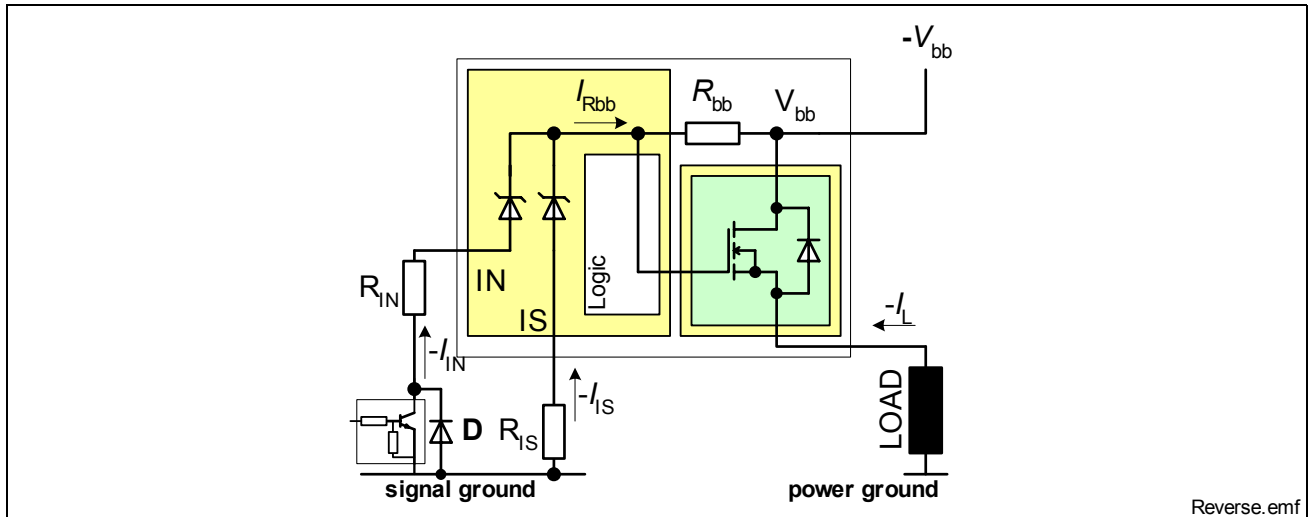 -Vbb
IRbb
Rbb
Vbb
Logic
RIN
IN
IS
-IL
-IIN
-IIS
D
RIS
LOAD
signal ground
power ground
Reverse.emf